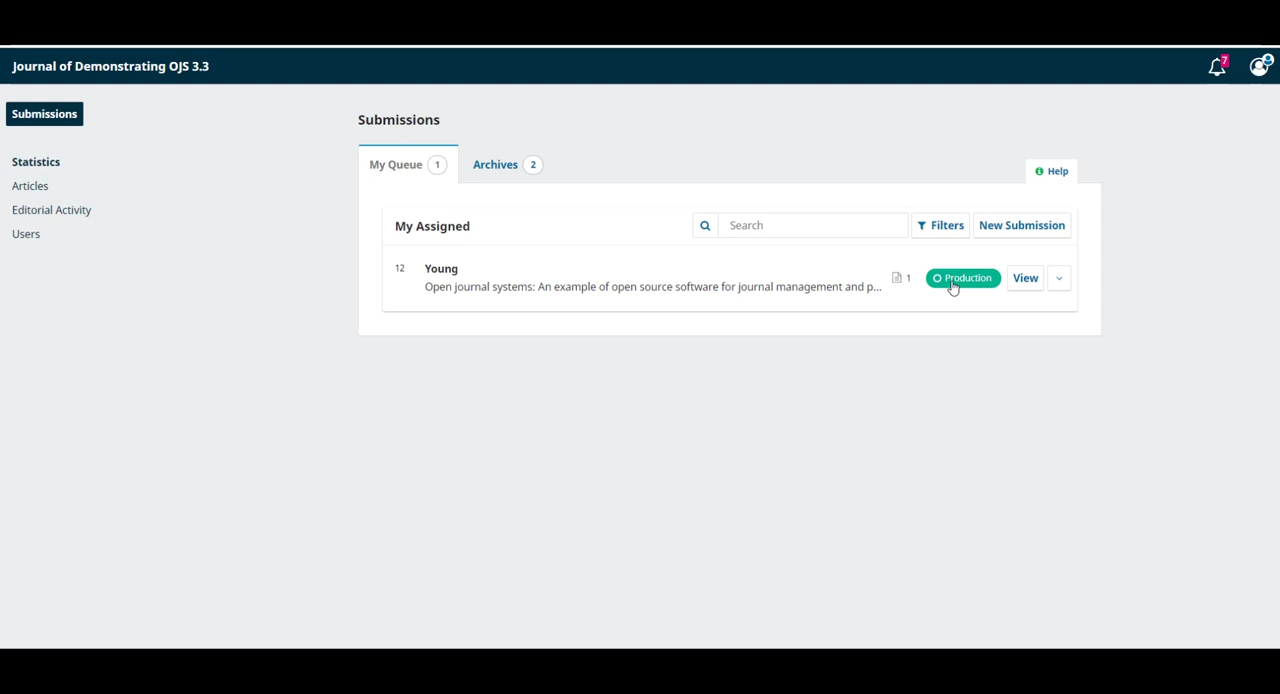 Journal of Demonstrating OJS 3.3
7
Submissions
Statistics
Articles
Editorial Activity
Users
Submissions
My Queue 1
Archives 2
Help
My Assigned
Search
Filters
New Submission
12 Young
Open journal systems: An example of open source software for journal management and p...
1
Production
View